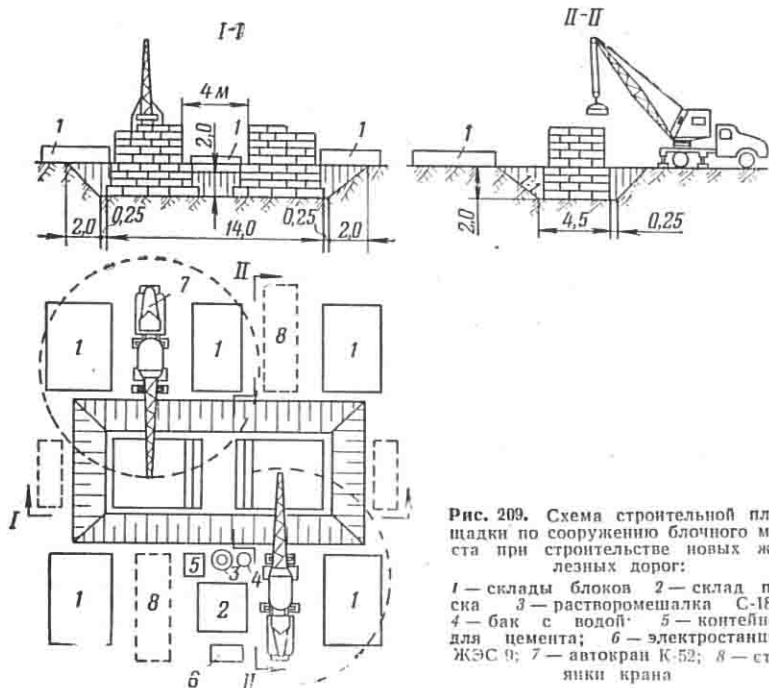 I-I
II-II
4 м
1
2,0
1
1
1
2,0
0,25
14,0
0,25
2,0
2,0
1:1
4,5
0,25
II
7
1
1
8
1
I
I
5
3
4
1
8
2
1
6
II
Рис. 209. Схема строительной пл
щадки по сооружению блочного м
ста при строительстве новых ж
лезных дорог:
1 — склады блоков 2 — склад п
ска 3 — растворомешалка С-18
4 — бак с водой· 5 — контейн
для цемента; 6 — электростанц
ЖЭС 9; 7 — автокран К-52; 8 — ст
янки крана